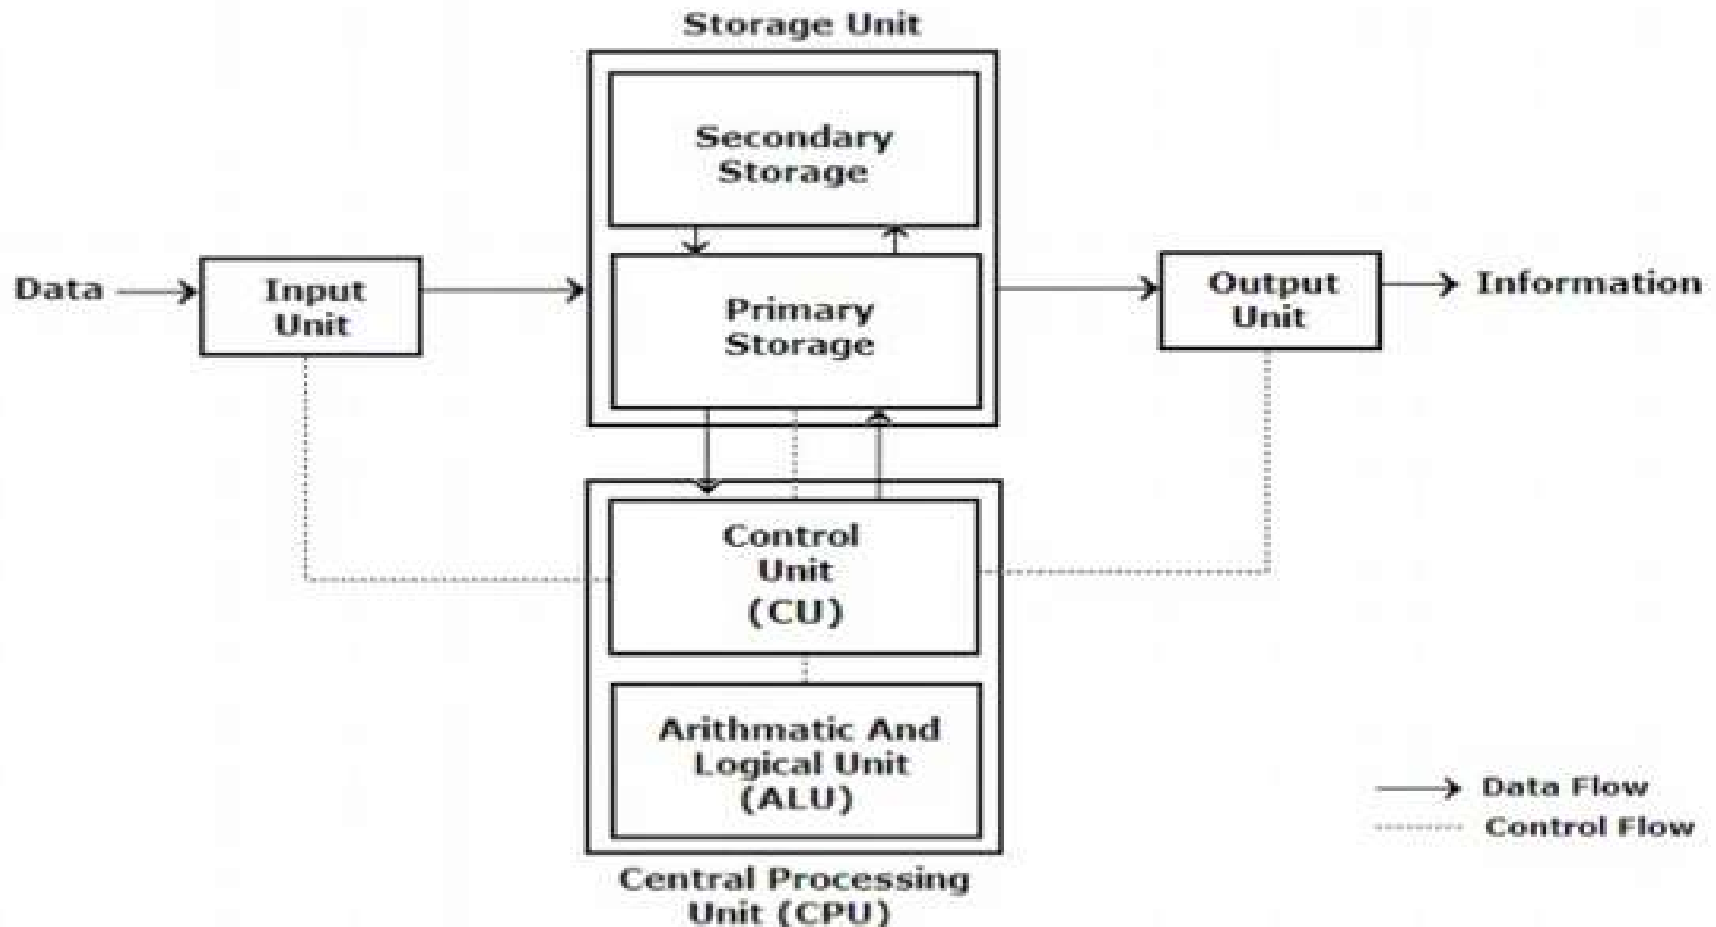 Storage Unit
Secondary
Storage
Data
Input
Unit
Primary
Storage
Output
Unit
Information
Control
Unit
(CU)
Arithmatic And
Logical Unit
(ALU)
Data Flow
Control Flow
Central Processing
Unit (CPU)